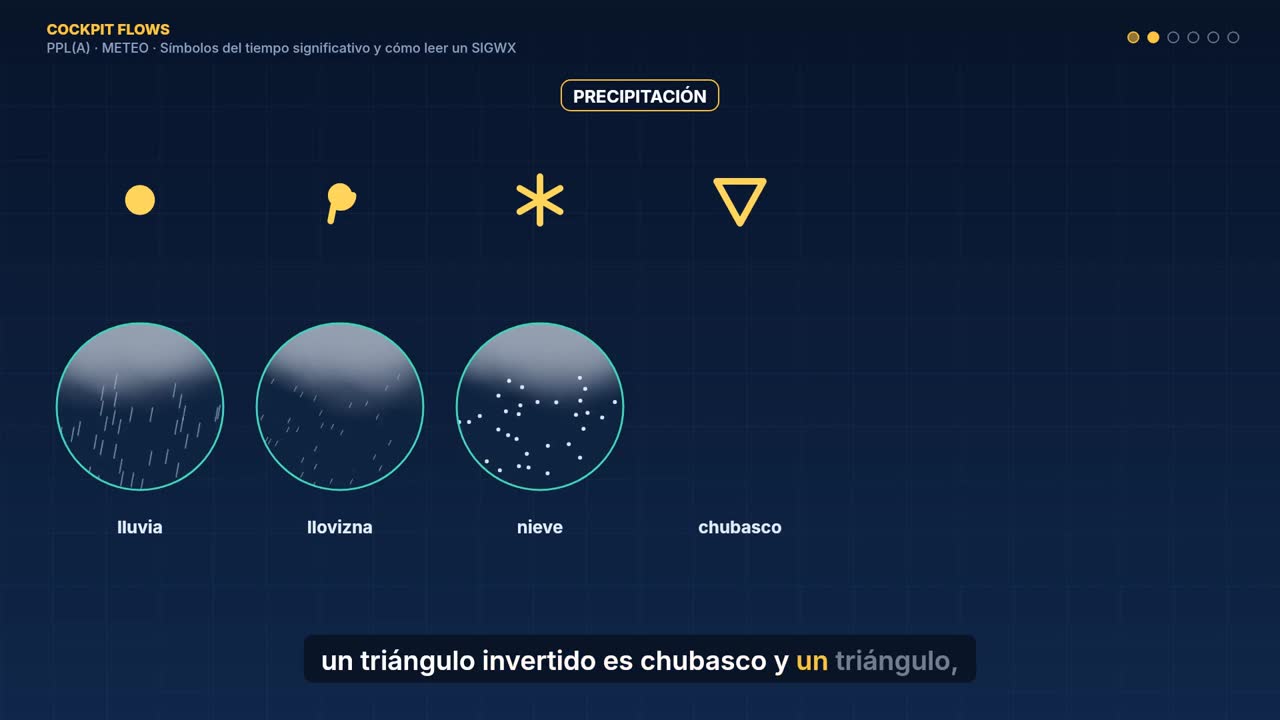 COCKPIT FLOWS
PPL(A) · METEO · Símbolos del tiempo significativo y cómo leer un SIGWX
PRECIPITACIÓN
lluvia
llovizna
nieve
chubasco
un triángulo invertido es chubasco y un triángulo,